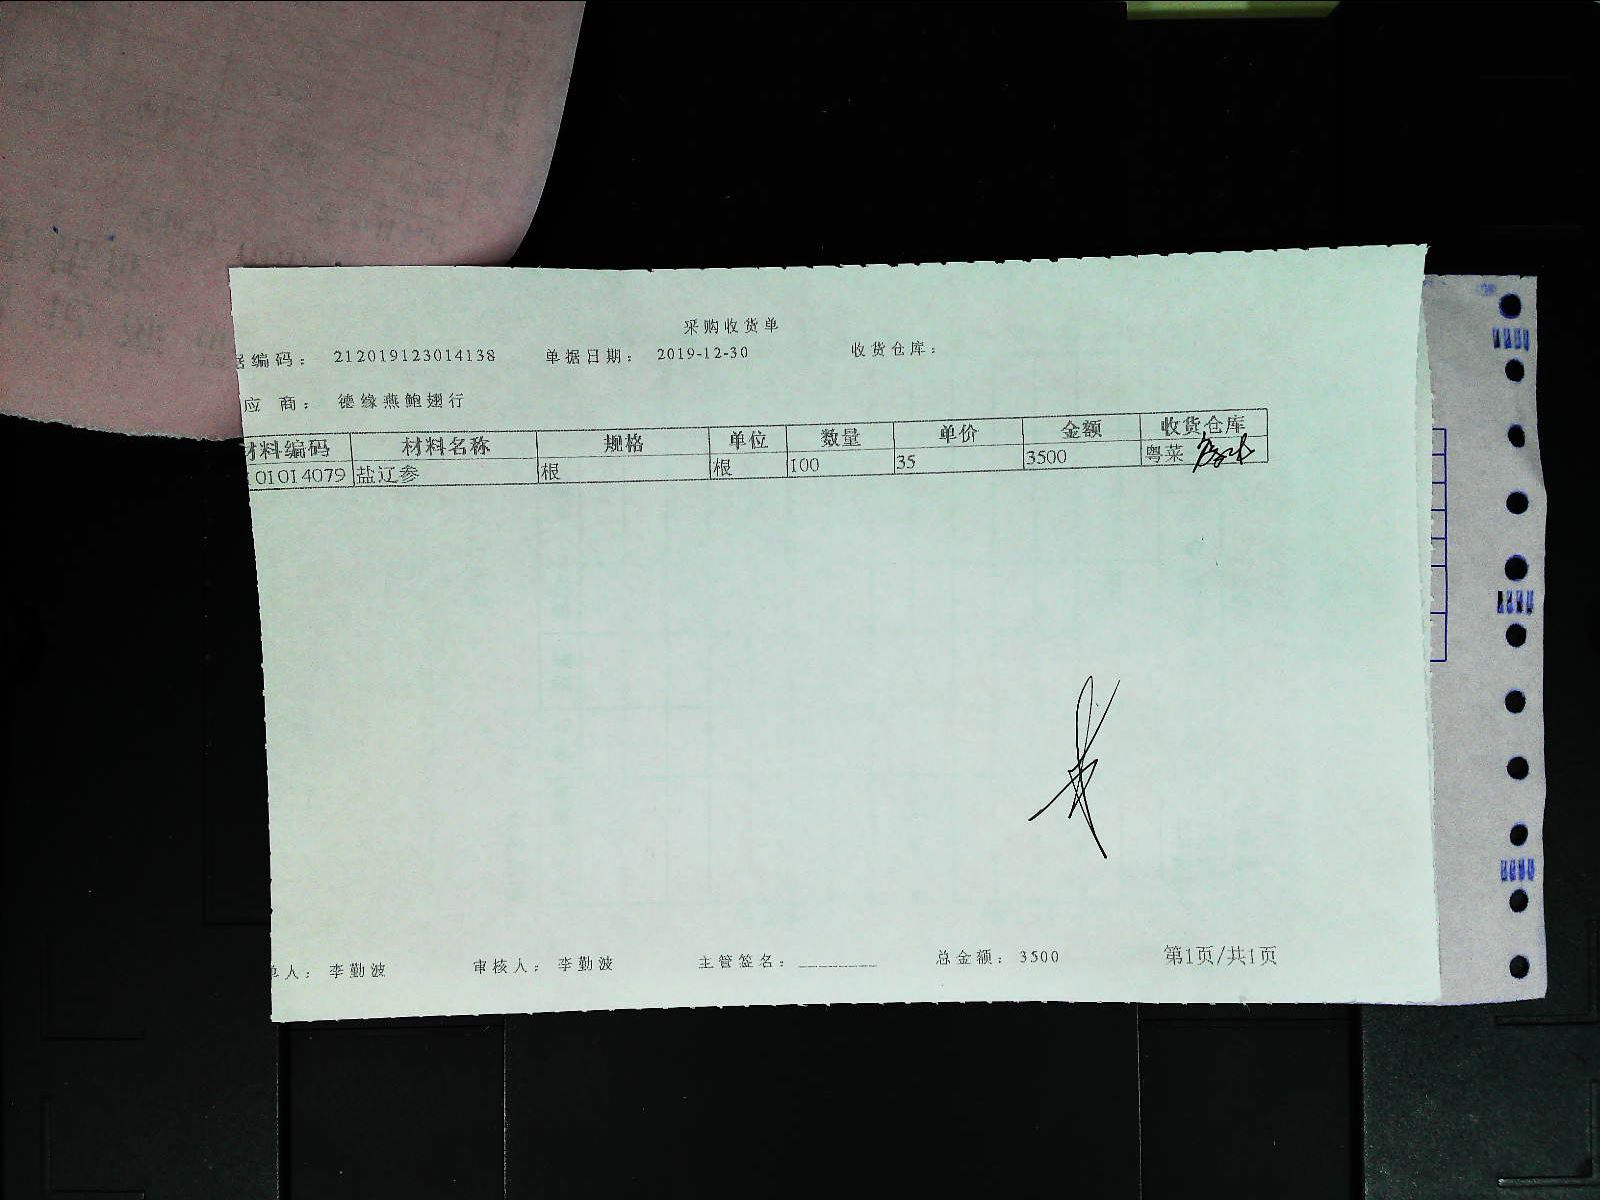 采购收货单
据编码： 212019123014138 单据日期： 2019-12-30 收货仓库：
应 商： 德缘燕鲍翅行
材料编码 材料名称 规格 单位 数量 单价 金额 收货仓库
01014079 盐辽参 根 根 100 35 3500 粤菜
单人： 李勤波 审核人： 李勤波 主管签名： 总金额： 3500 第1页/共1页